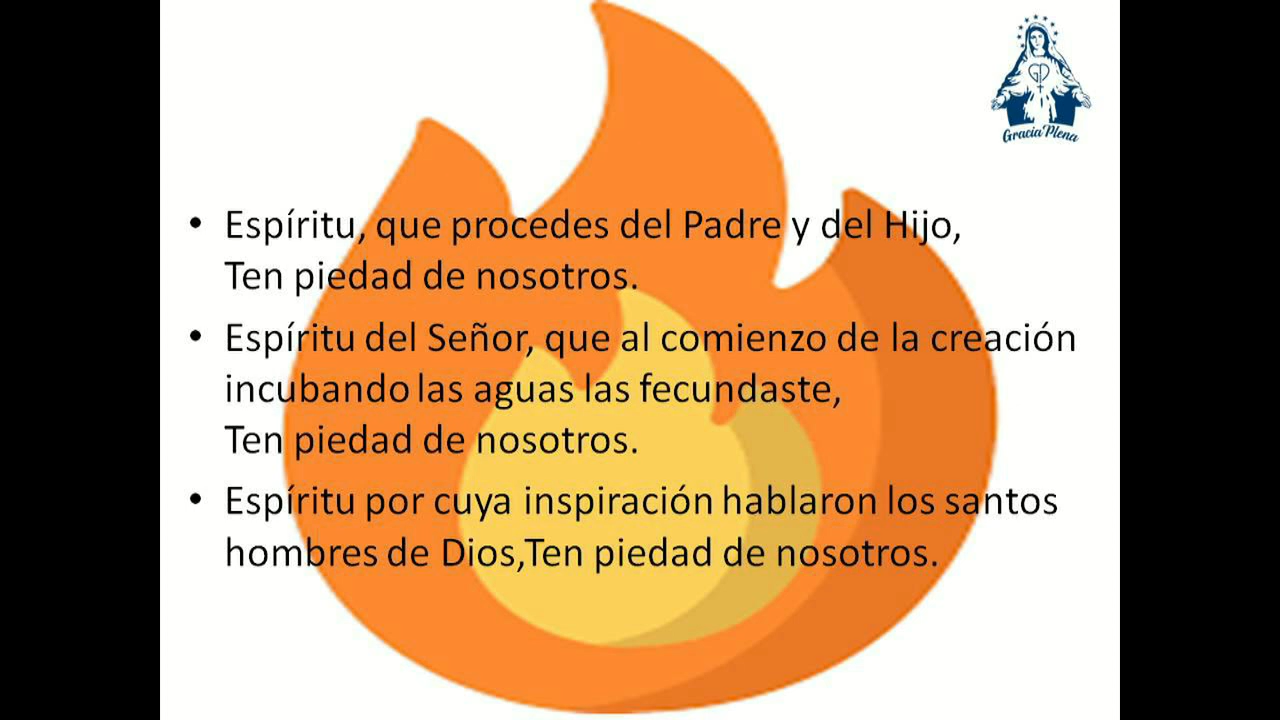 Gracia Plena
• Espíritu, que procedes del Padre y del Hijo,
Ten piedad de nosotros.
• Espíritu del Señor, que al comienzo de la creación
incubando las aguas las fecundaste,
Ten piedad de nosotros.
• Espíritu por cuya inspiración hablaron los santos
hombres de Dios,Ten piedad de nosotros.